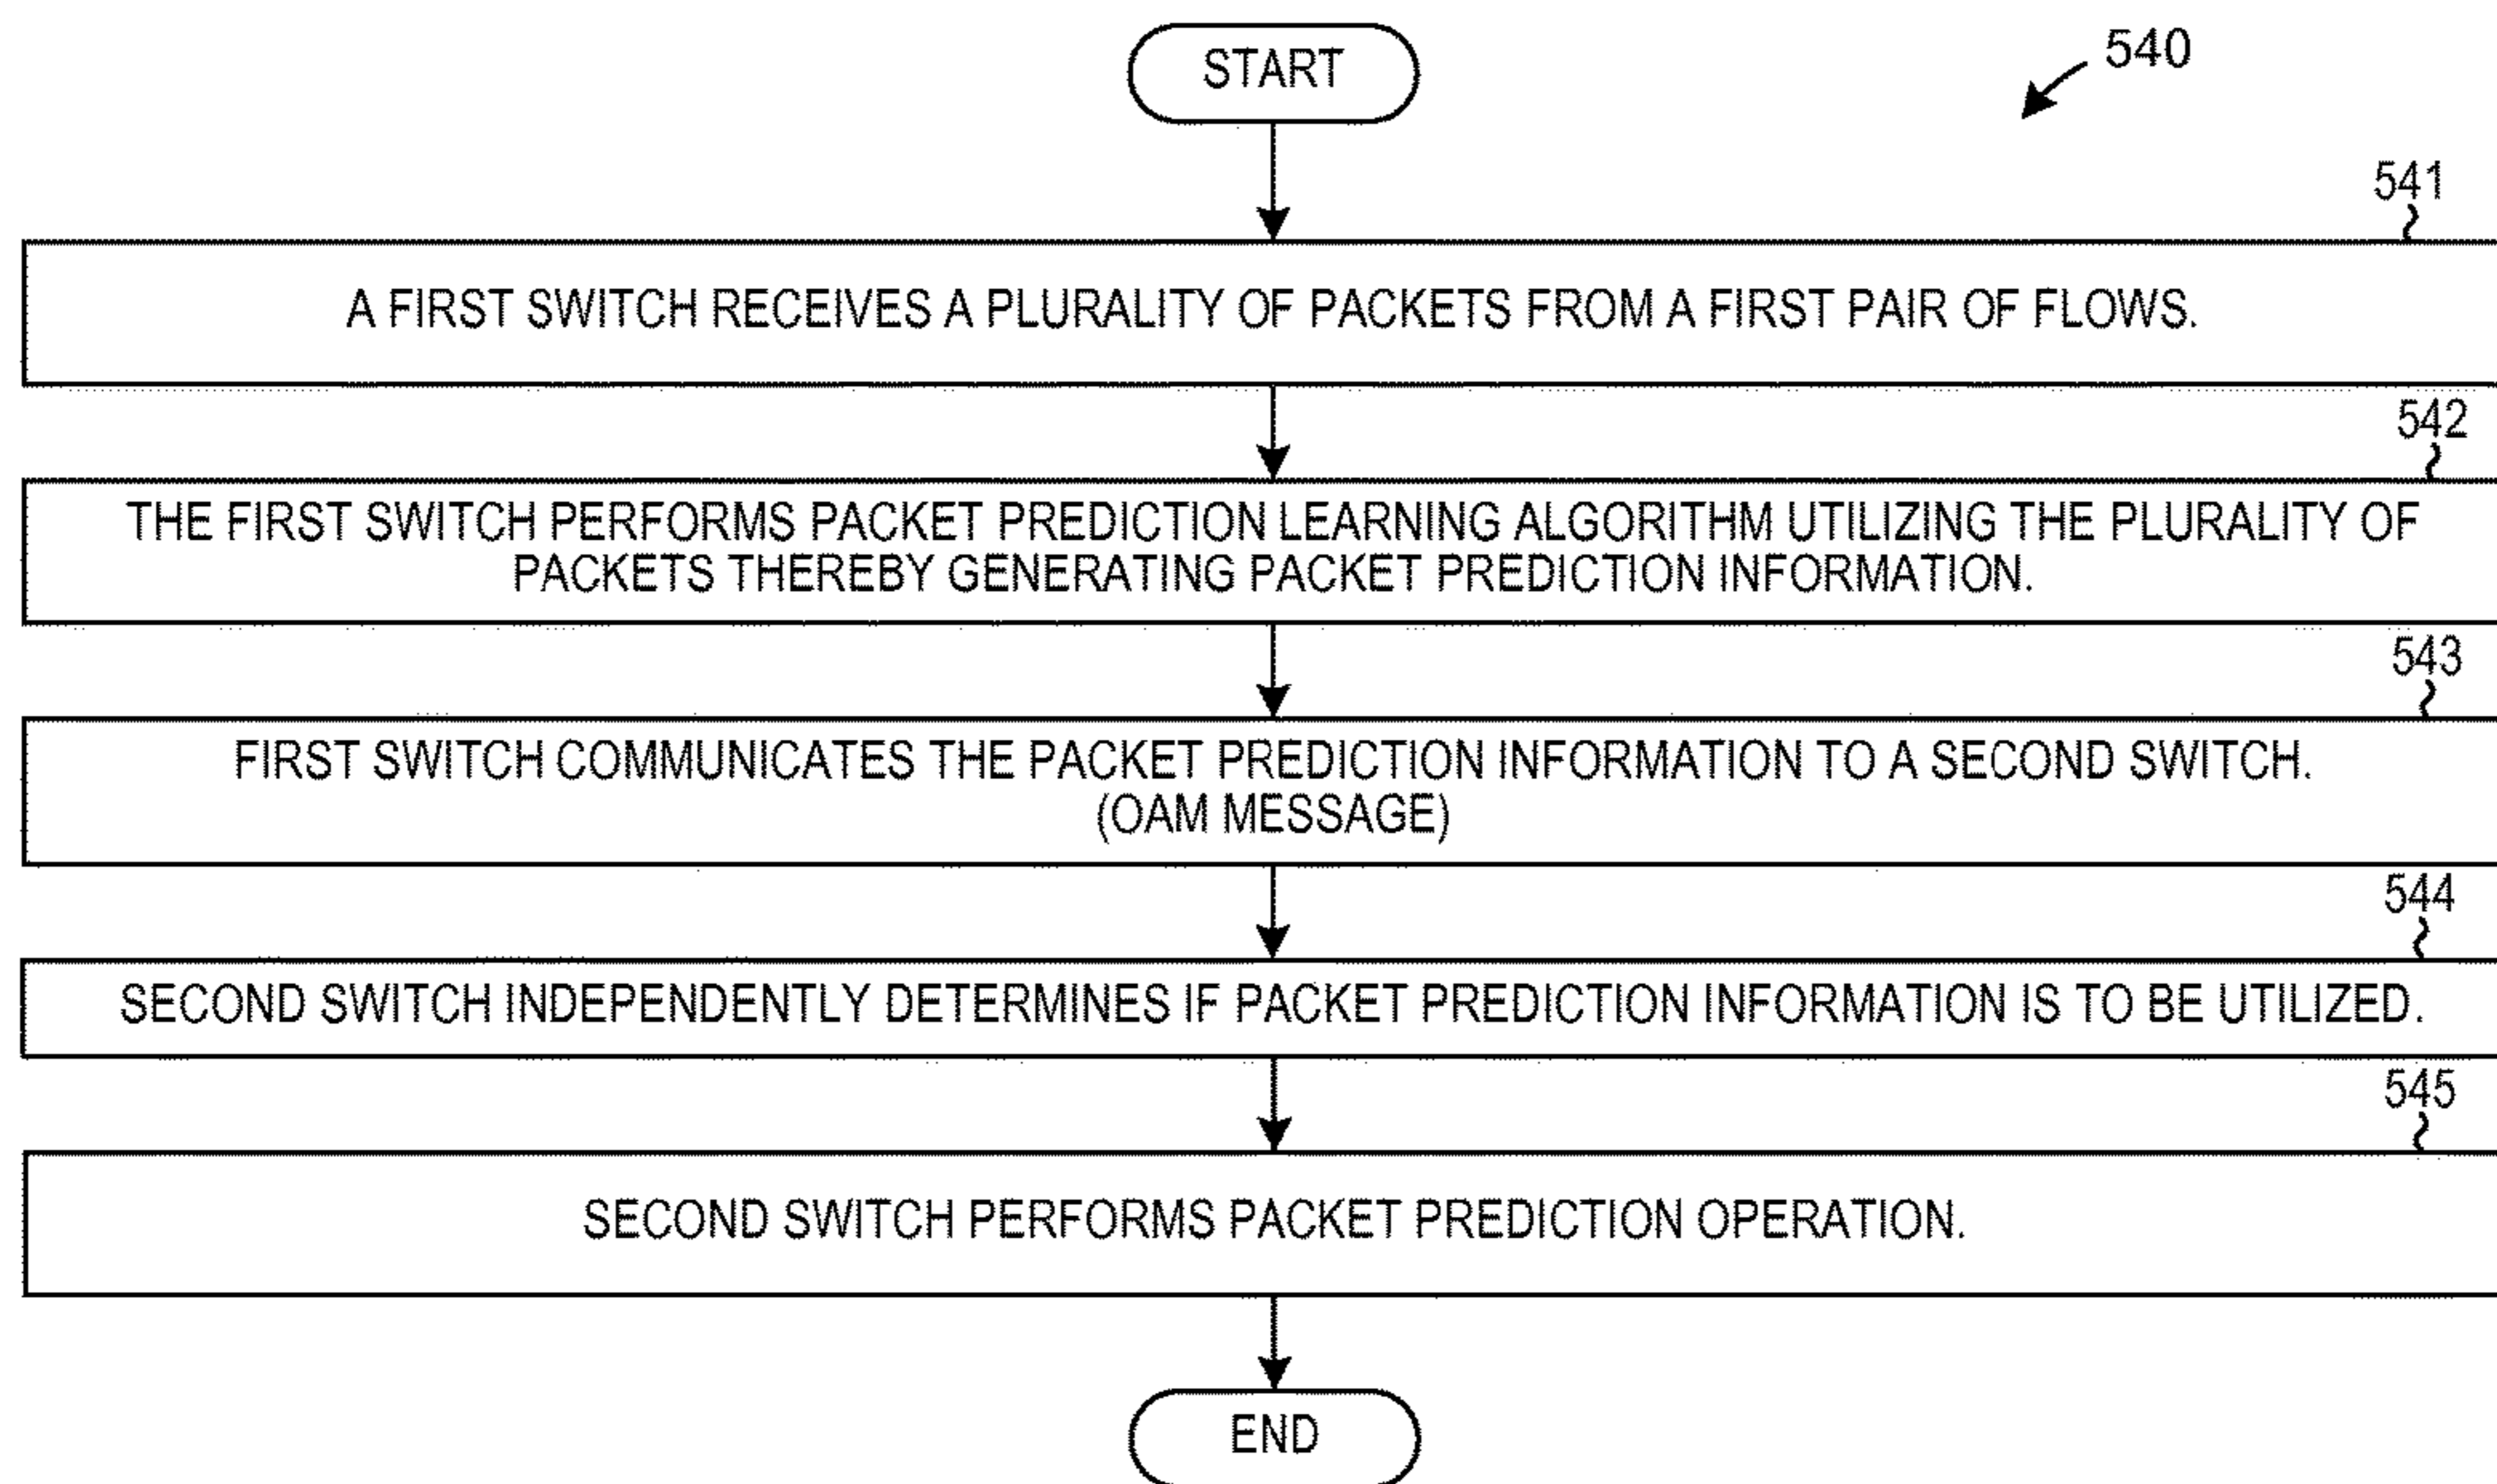 START
540
541
A FIRST SWITCH RECEIVES A PLURALITY OF PACKETS FROM A FIRST PAIR OF FLOWS.
542
THE FIRST SWITCH PERFORMS PACKET PREDICTION LEARNING ALGORITHM UTILIZING THE PLURALITY OF
PACKETS THEREBY GENERATING PACKET PREDICTION INFORMATION.
543
FIRST SWITCH COMMUNICATES THE PACKET PREDICTION INFORMATION TO A SECOND SWITCH.
(OAM MESSAGE)
544
SECOND SWITCH INDEPENDENTLY DETERMINES IF PACKET PREDICTION INFORMATION IS TO BE UTILIZED.
545
SECOND SWITCH PERFORMS PACKET PREDICTION OPERATION.
END